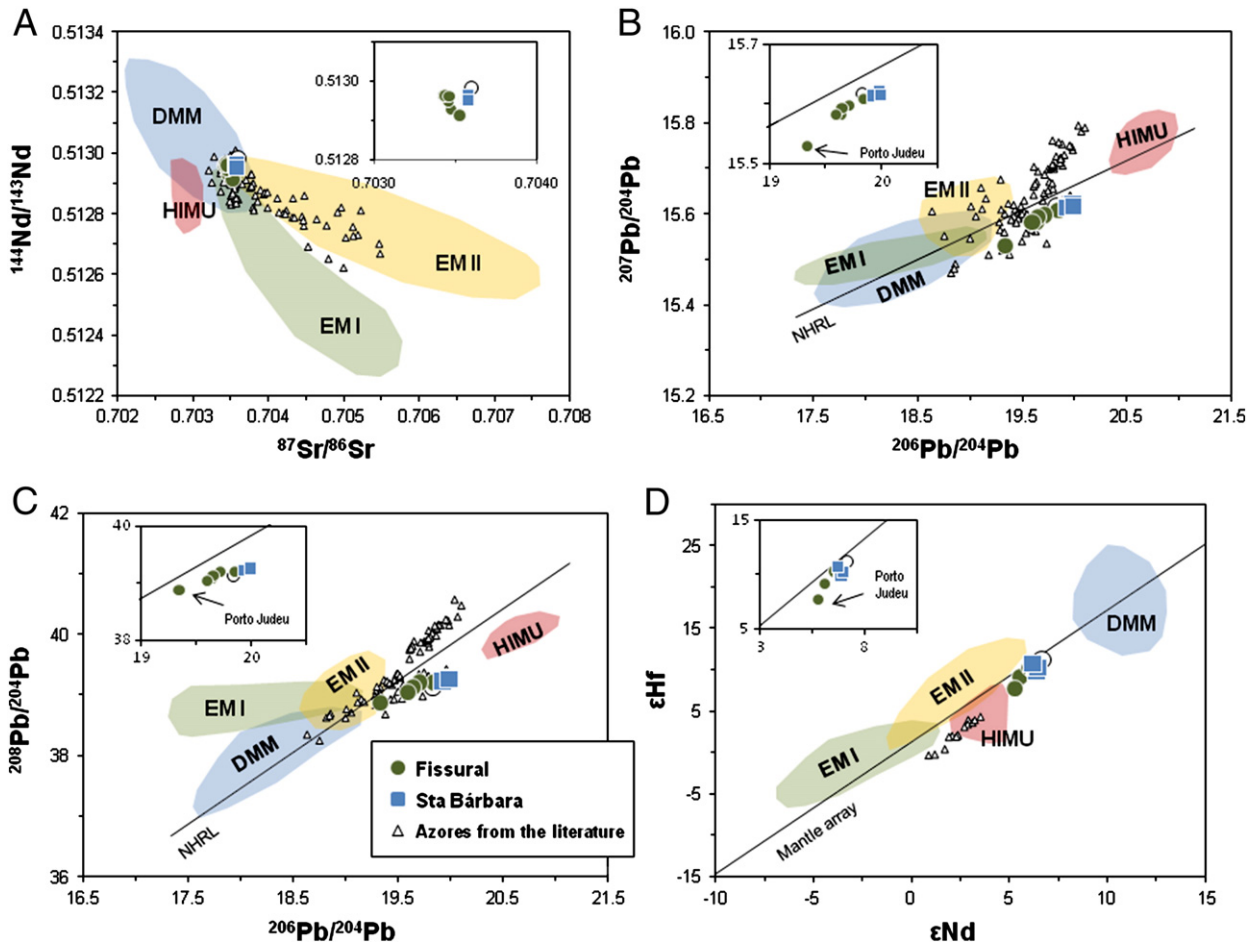 A
0.5134
0.5132
0.5130
0.5128
0.5126
0.5124
0.5122
144Nd/143Nd
DMM
HIMU
EM I
EM II
0.5130
0.5128
0.7030
0.7040
0.702
0.703
0.704
0.705
0.706
0.707
0.708
87Sr/86Sr
B
16.0
15.8
15.6
15.4
15.2
207Pb/204Pb
15.7
15.5
19
20
Porto Judeu
HIMU
EM II
EM I
DMM
NHRL
16.5
17.5
18.5
19.5
20.5
21.5
206Pb/204Pb
C
42
40
38
36
208Pb/204Pb
40
38
19
20
Porto Judeu
EM I
EM II
HIMU
DMM
NHRL
Fissural
Sta Bárbara
Azores from the literature
16.5
17.5
18.5
19.5
20.5
21.5
206Pb/204Pb
D
25
15
5
-5
-15
εHf
15
5
3
8
Porto
Judeu
DMM
EM II
HIMU
EM I
Mantle array
-10
-5
0
5
10
15
εNd